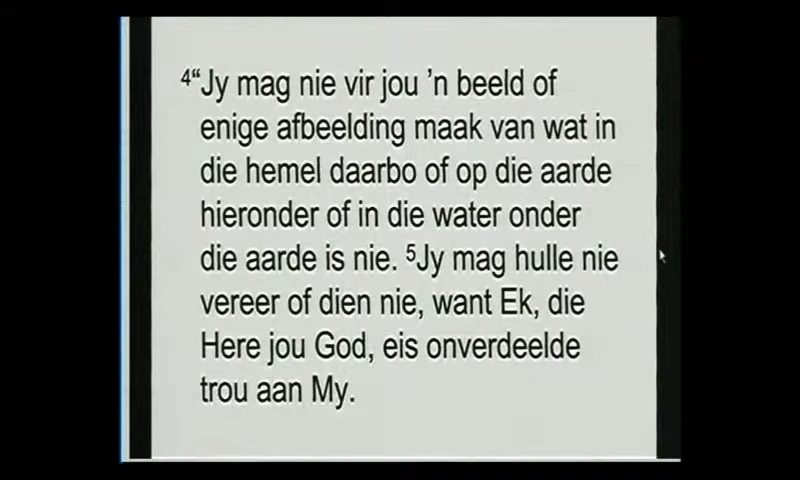 ⁴“Jy mag nie vir jou ’n beeld of
enige afbeelding maak van wat in
die hemel daarbo of op die aarde
hieronder of in die water onder
die aarde is nie. ⁵Jy mag hulle nie
vereer of dien nie, want Ek, die
Here jou God, eis onverdeelde
trou aan My.